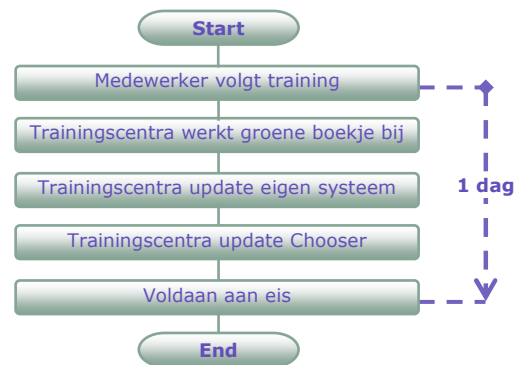 Start
Medewerker volgt training
Trainingscentra werkt groene boekje bij
Trainingscentra update eigen systeem
1 dag
Trainingscentra update Chooser
Voldaan aan eis
End